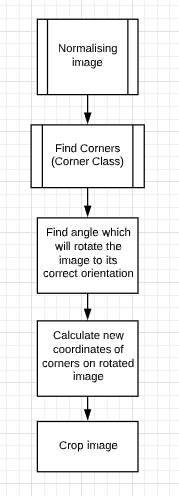 Normalising
image
Find Corners
(Corner Class)
Find angle which
will rotate the
image to its
correct orientation
Calculate new
coordinates of
corners on rotated
image
Crop image